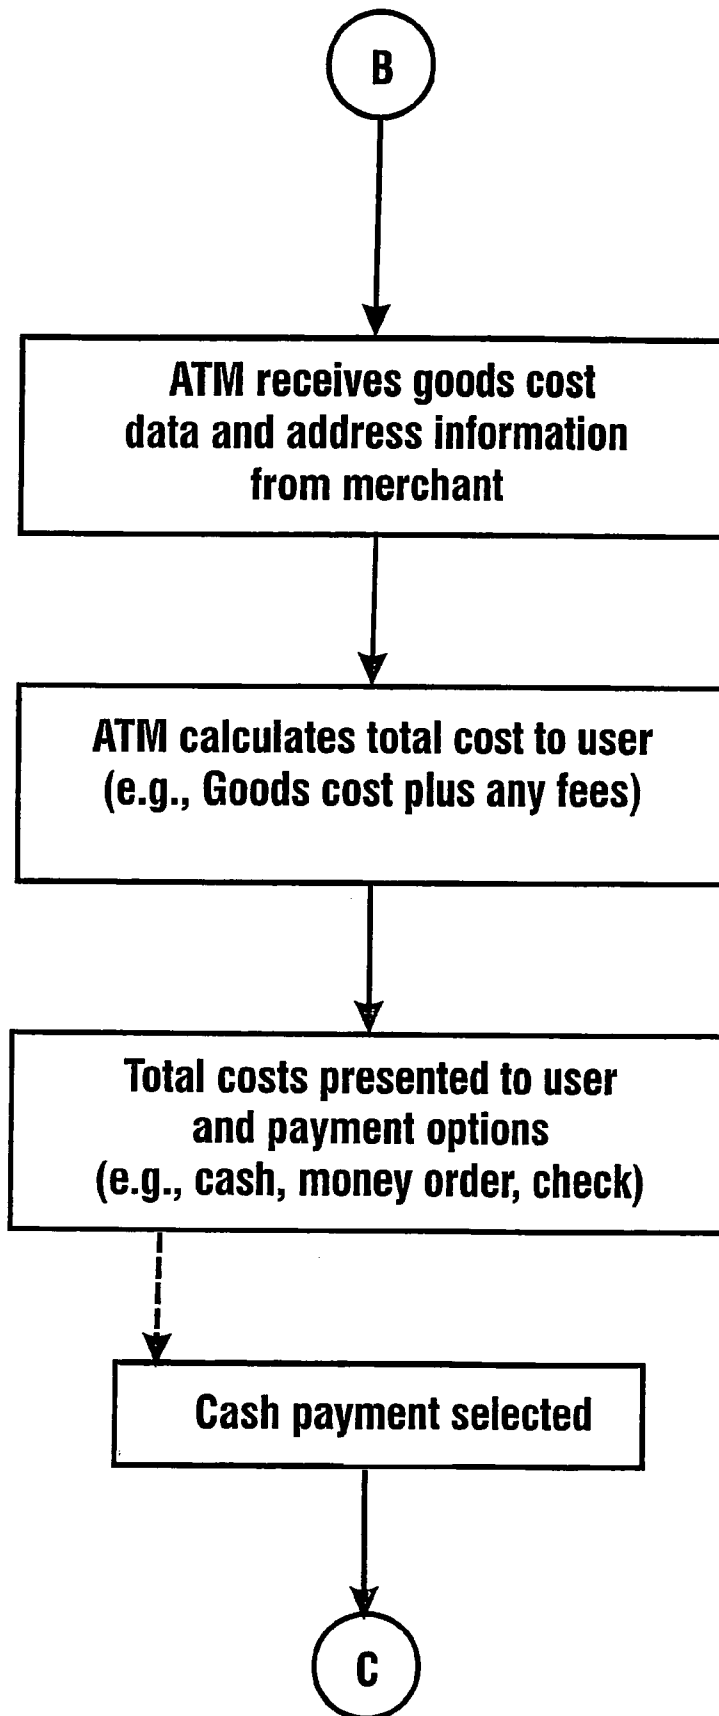 B
ATM receives goods cost
data and address information
from merchant
ATM calculates total cost to user
(e.g., Goods cost plus any fees)
Total costs presented to user
and payment options
(e.g., cash, money order, check)
Cash payment selected
C